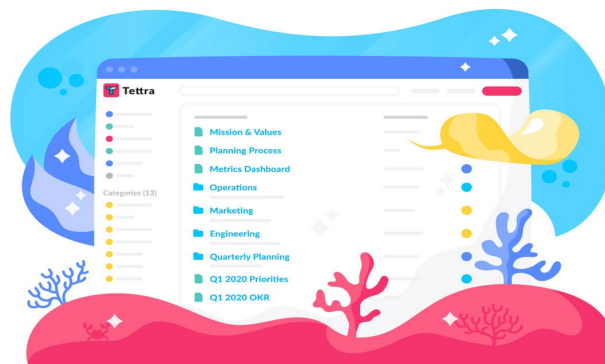 Tettra
Mission & Values
Planning Process
Metrics Dashboard
Operations
Categories (13)
Marketing
Engineering
Quarterly Planning
Q1 2020 Priorities
Q1 2020 OKR